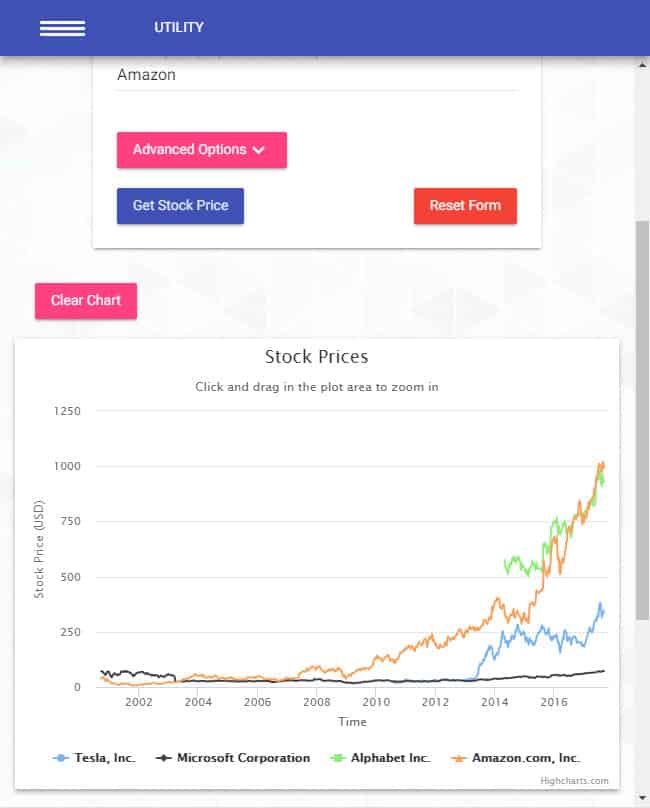 UTILITY
Amazon
Advanced Options
Get Stock Price
Reset Form
Clear Chart
Stock Prices
Click and drag in the plot area to zoom in
1250
1000
750
500
250
0
Stock Price (USD)
2002 2004 2006 2008 2010 2012 2014 2016
Time
Tesla, Inc. Microsoft Corporation Alphabet Inc. Amazon.com, Inc.
Highcharts.com